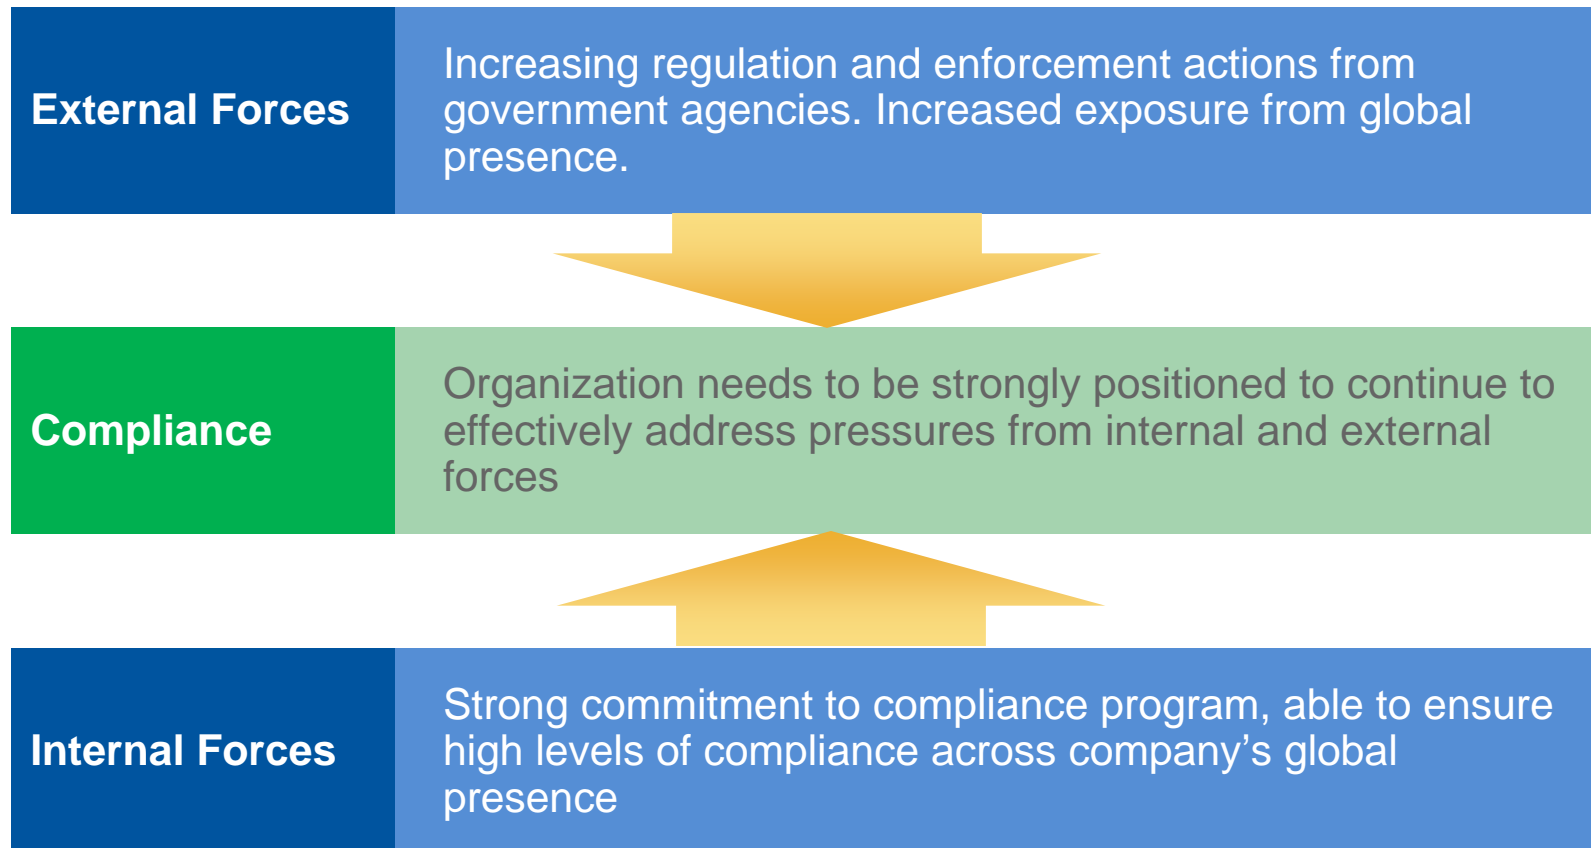 External Forces
Increasing regulation and enforcement actions from
government agencies. Increased exposure from global
presence.
Compliance
Organization needs to be strongly positioned to continue to
effectively address pressures from internal and external
forces
Internal Forces
Strong commitment to compliance program, able to ensure
high levels of compliance across company’s global
presence